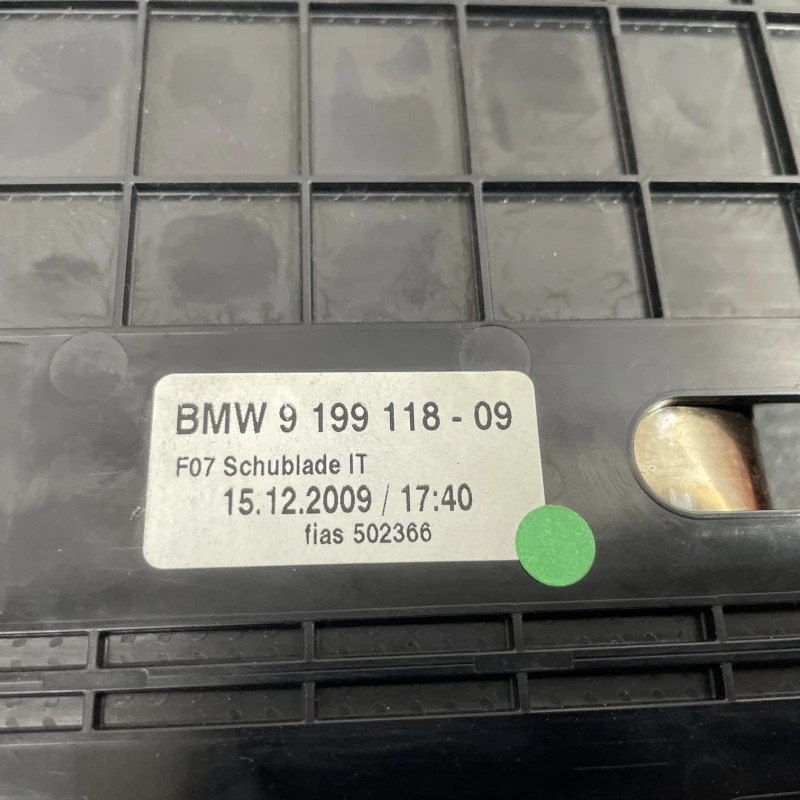 BMW 9 199 118 - 09
F07 Schublade IT
15.12.2009 / 17:40
fias 502366